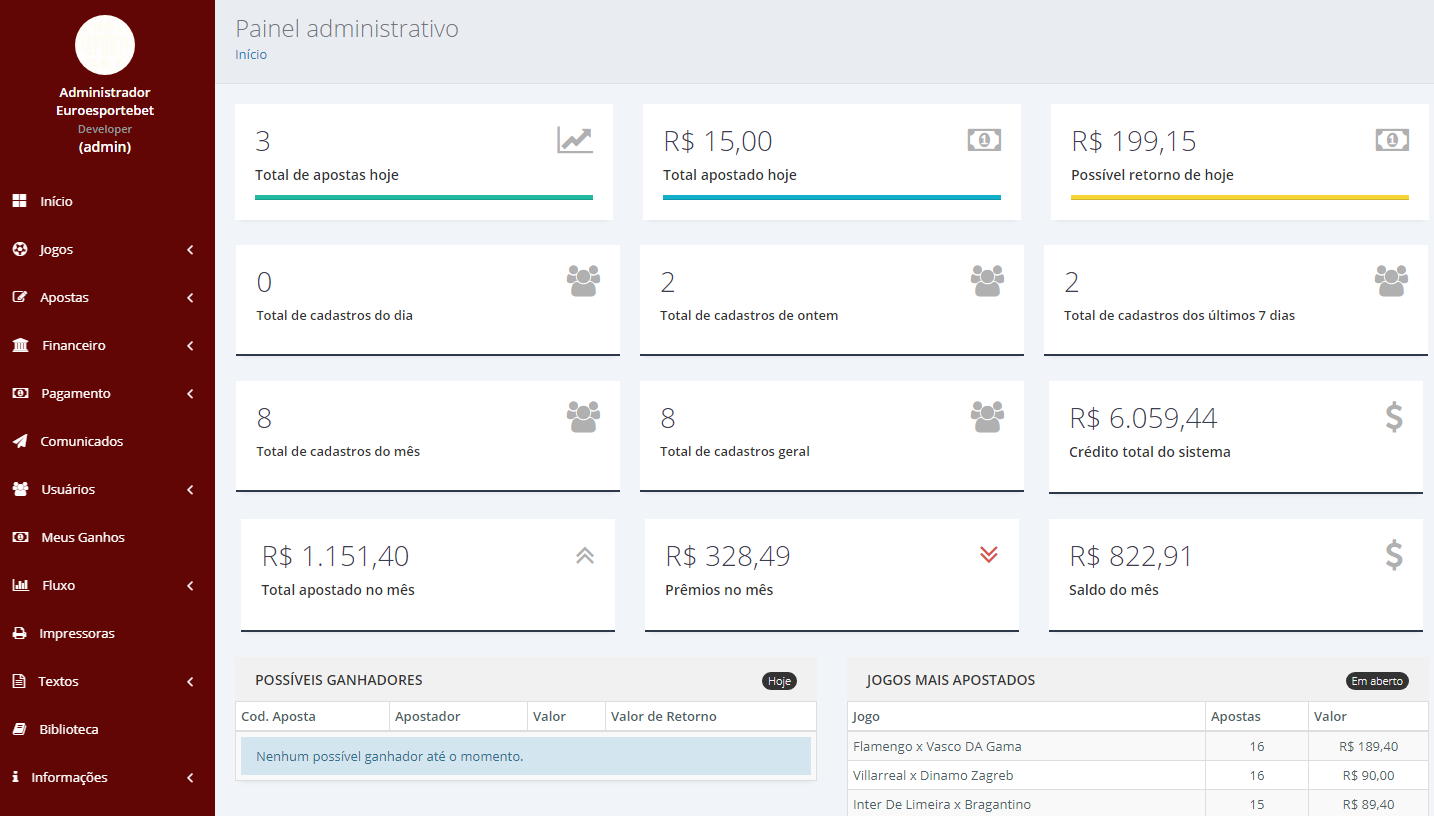 Administrador
Euroesportebet
Developer
(admin)
Início
Jogos
Apostas
Financeiro
Pagamento
Comunicados
Usuários
Meus Ganhos
Fluxo
Impressoras
Textos
Biblioteca
Informações
Painel administrativo
Início
3
Total de apostas hoje
R$ 15,00
Total apostado hoje
R$ 199,15
Possível retorno de hoje
0
Total de cadastros do dia
2
Total de cadastros de ontem
2
Total de cadastros dos últimos 7 dias
8
Total de cadastros do mês
8
Total de cadastros geral
R$ 6.059,44
Crédito total do sistema
R$ 1.151,40
Total apostado no mês
R$ 328,49
Prêmios no mês
R$ 822,91
Saldo do mês
POSSÍVEIS GANHADORES Hoje
Cod. Aposta Apostador Valor Valor de Retorno
Nenhum possível ganhador até o momento.
JOGOS MAIS APOSTADOS Em aberto
Jogo Apostas Valor
Flamengo x Vasco DA Gama 16 R$ 189,40
Villarreal x Dinamo Zagreb 16 R$ 90,00
Inter De Limeira x Bragantino 15 R$ 89,40